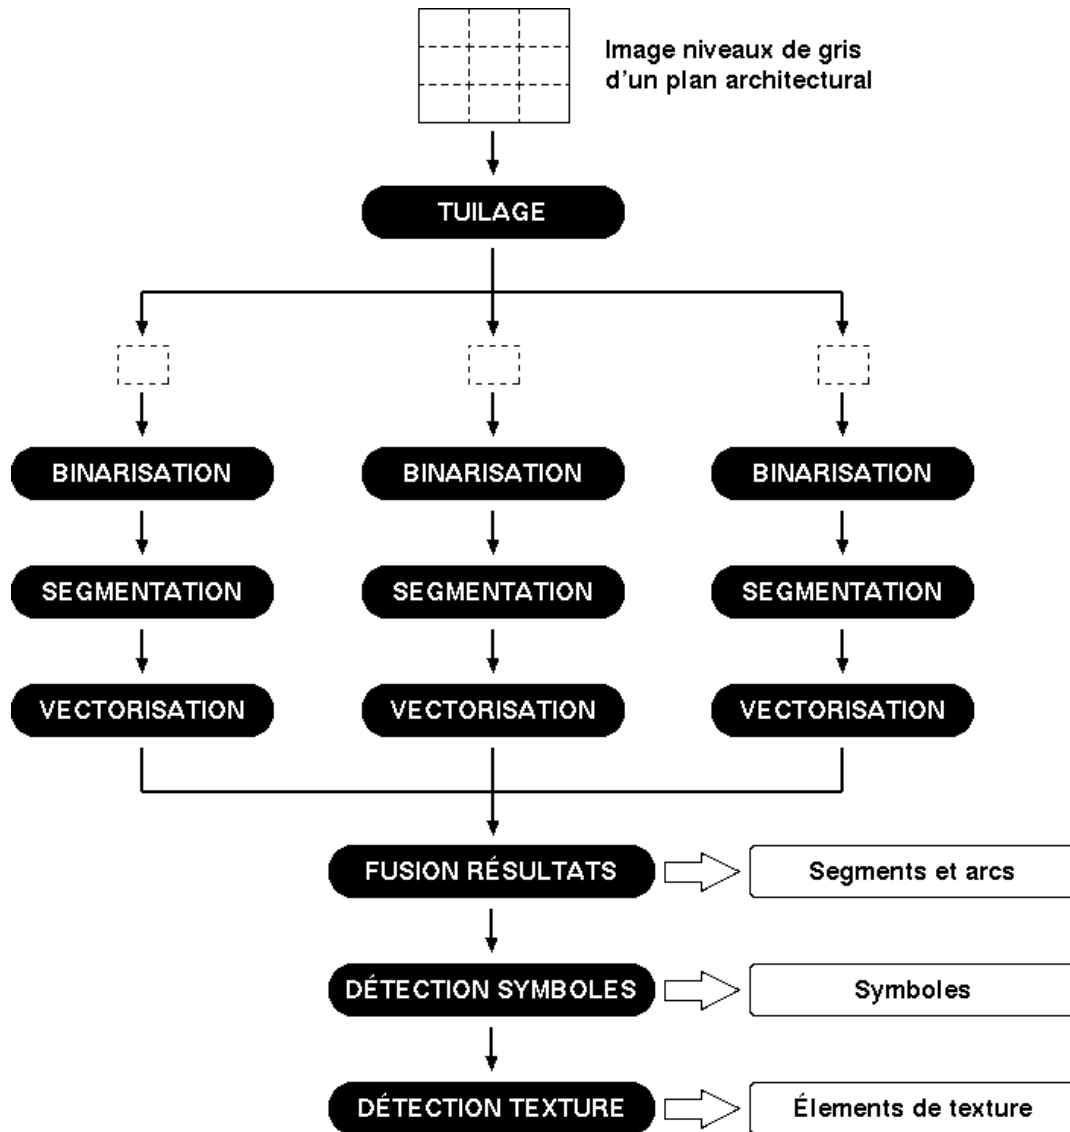 Image niveaux de gris
d'un plan architectural
TUILAGE
BINARISATION
BINARISATION
BINARISATION
SEGMENTATION
SEGMENTATION
SEGMENTATION
VECTORISATION
VECTORISATION
VECTORISATION
FUSION RÉSULTATS
Segments et arcs
DÉTECTION SYMBOLES
Symboles
DÉTECTION TEXTURE
Élements de texture